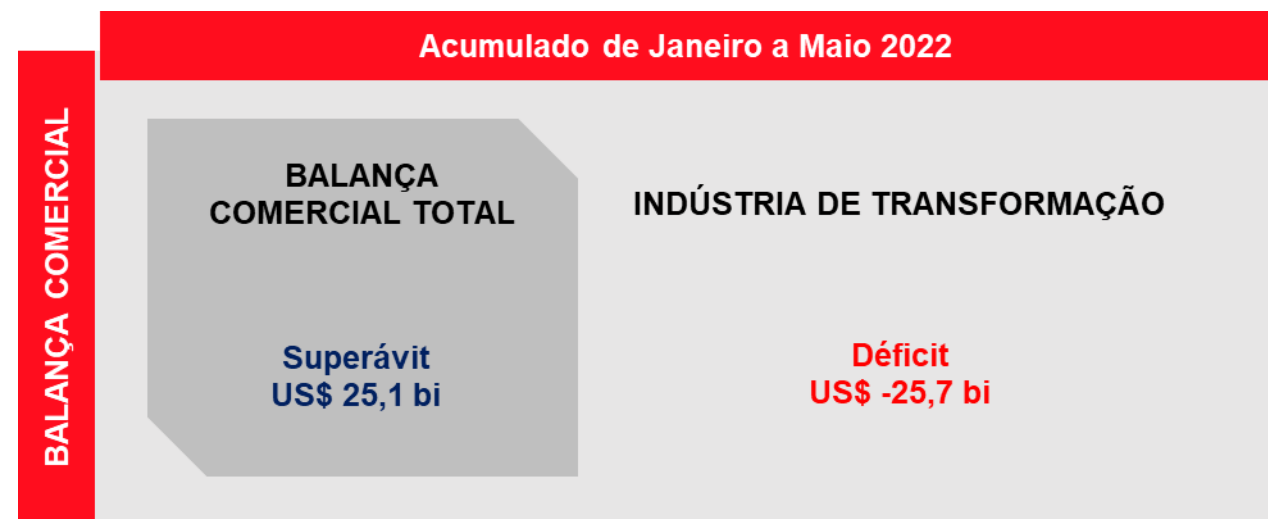 Acumulado de Janeiro a Maio 2022
BALANÇA COMERCIAL
BALANÇA
COMERCIAL TOTAL
Superávit
US$ 25,1 bi
INDÚSTRIA DE TRANSFORMAÇÃO
Déficit
US$ -25,7 bi